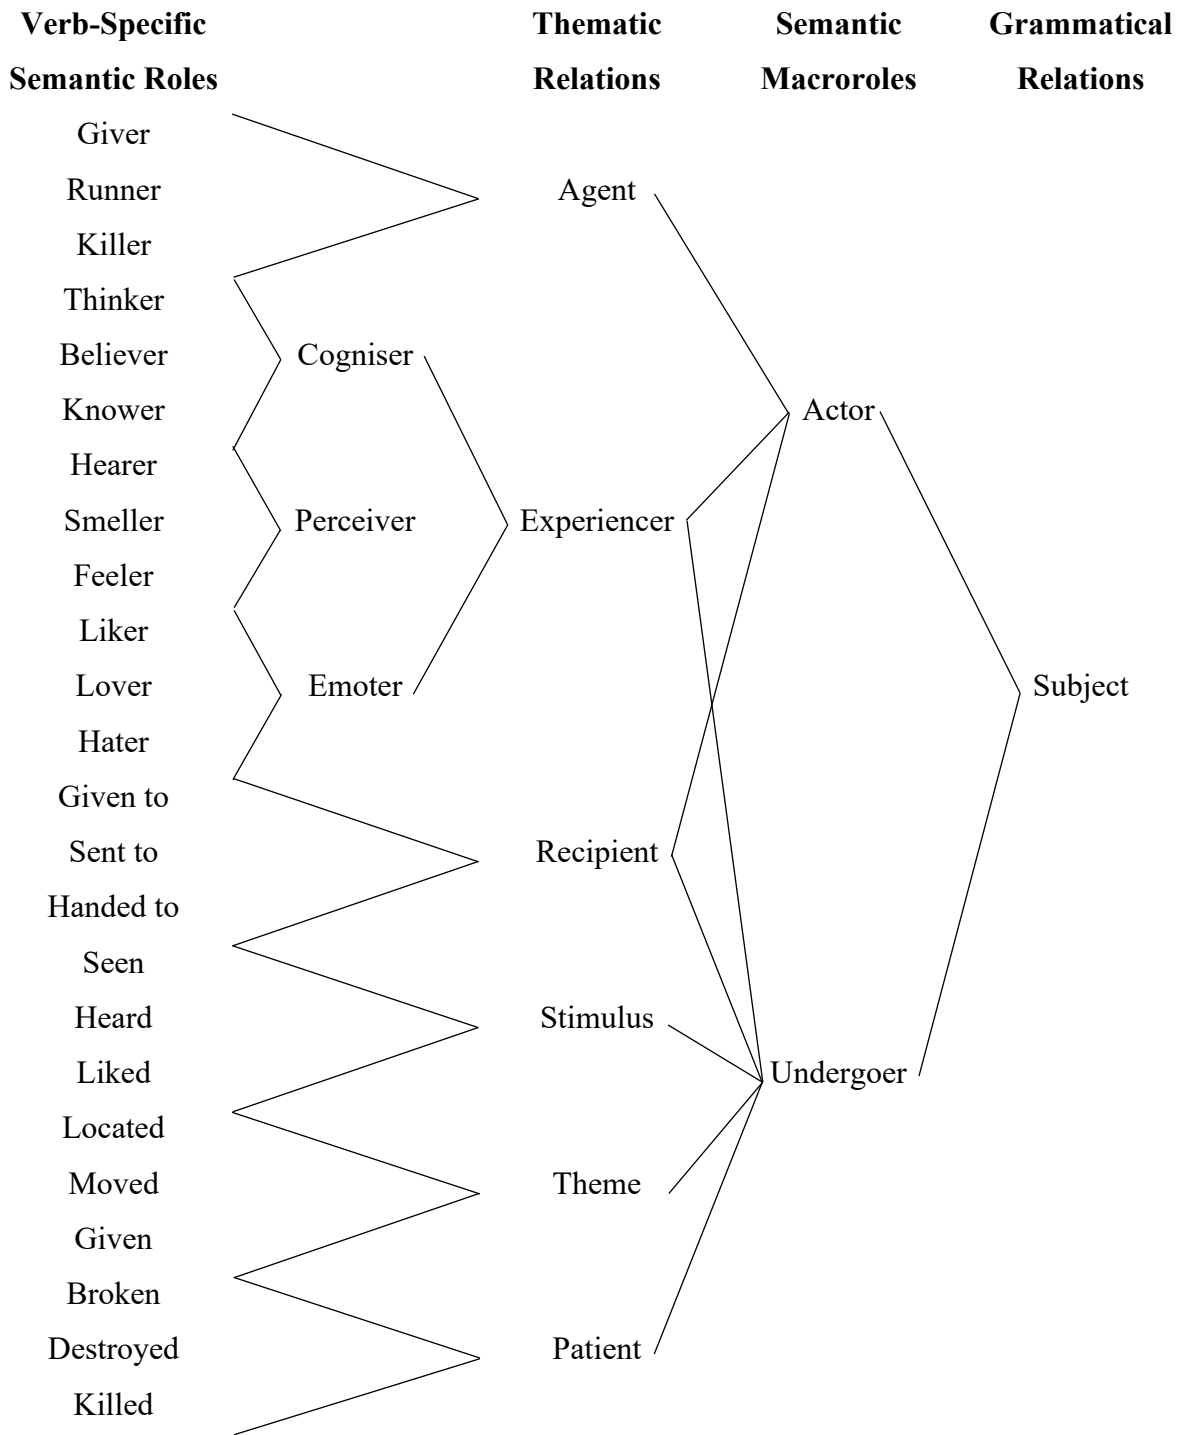 Verb-Specific Thematic Semantic Grammatical
Semantic Roles Relations Macroroles Relations
Giver
Runner Agent
Killer
Thinker
Believer Cogniser
Knower Actor
Hearer
Smeller Perceiver Experiencer
Feeler
Liker
Lover Emoter Subject
Hater
Given to
Sent to Recipient
Handed to
Seen
Heard Stimulus
Liked Undergoer
Located
Moved Theme
Given
Broken
Destroyed Patient
Killed